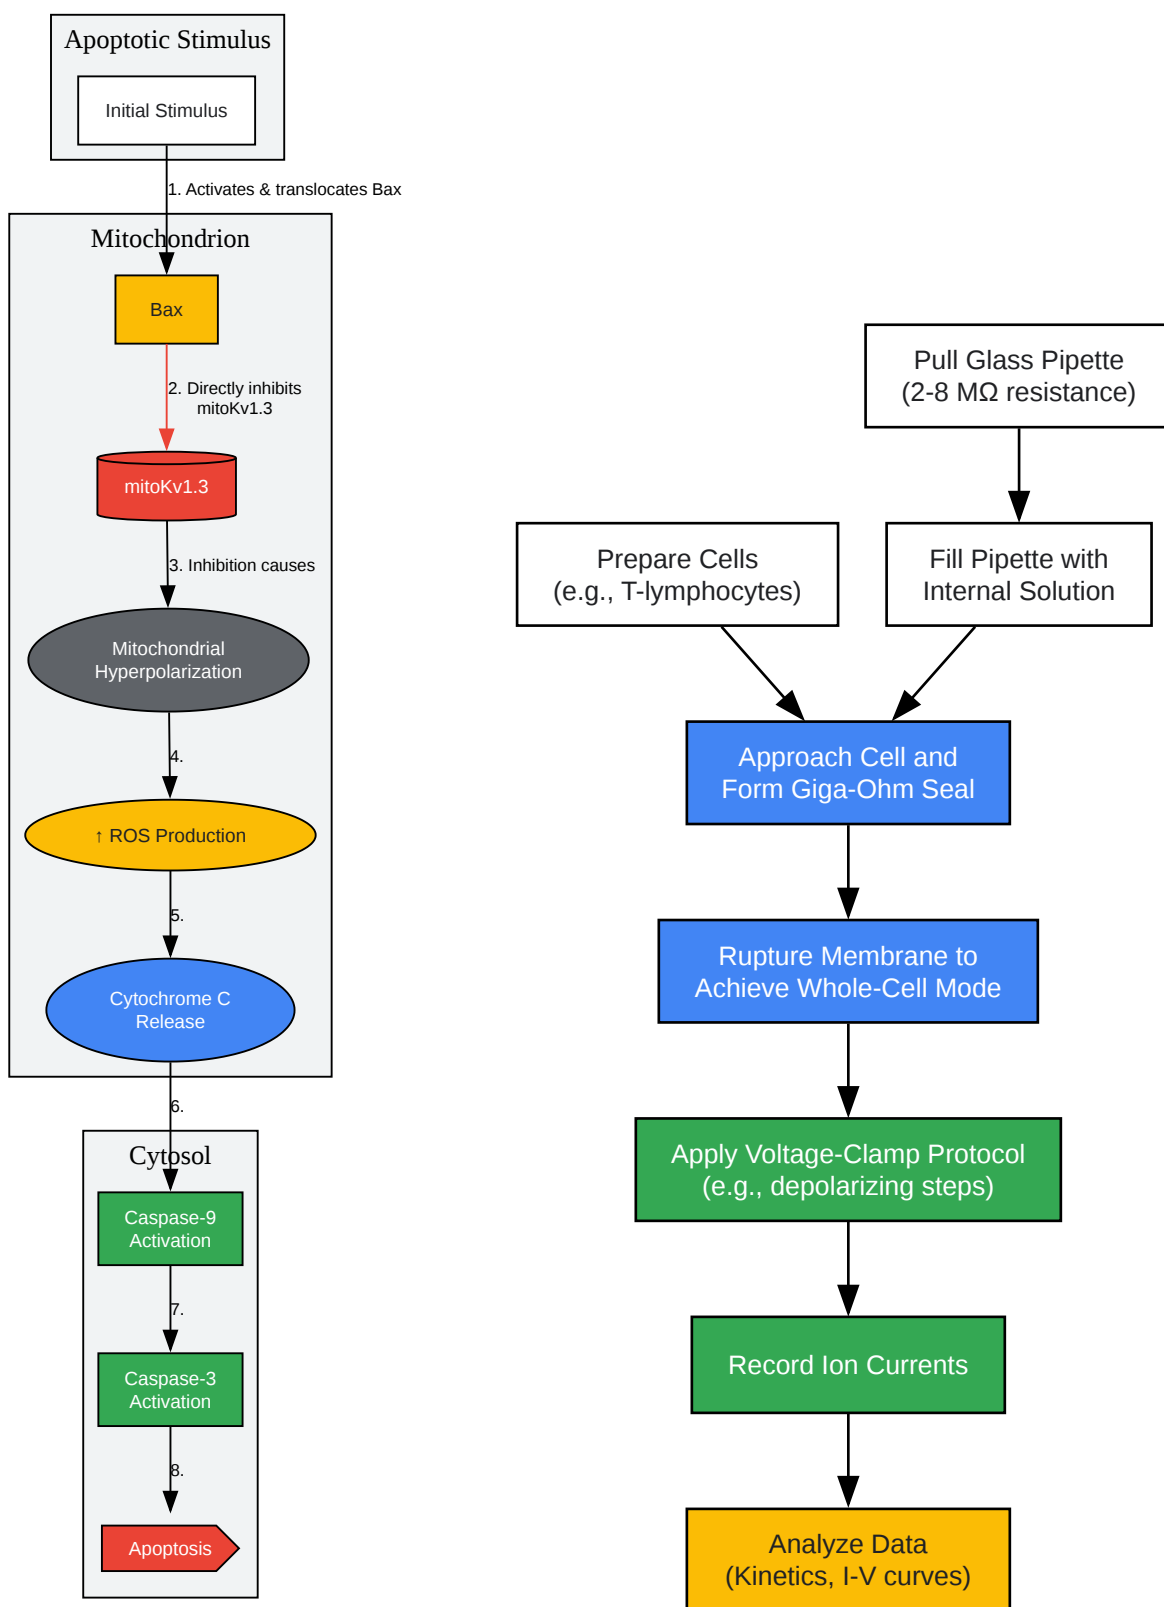 Apoptotic Stimulus
Initial Stimulus
1. Activates & translocates Bax
Mitochondrion
Bax
2. Directly inhibits
mitoKv1.3
mitoKv1.3
3. Inhibition causes
Mitochondrial
Hyperpolarization
4.
↑ ROS Production
5.
Cytochrome C
Release
6.
Cytosol
Caspase-9
Activation
7.
Caspase-3
Activation
8.
Apoptosis
Pull Glass Pipette
(2-8 MΩ resistance)
Prepare Cells
(e.g., T-lymphocytes)
Fill Pipette with
Internal Solution
Approach Cell and
Form Giga-Ohm Seal
Rupture Membrane to
Achieve Whole-Cell Mode
Apply Voltage-Clamp Protocol
(e.g., depolarizing steps)
Record Ion Currents
Analyze Data
(Kinetics, I-V curves)